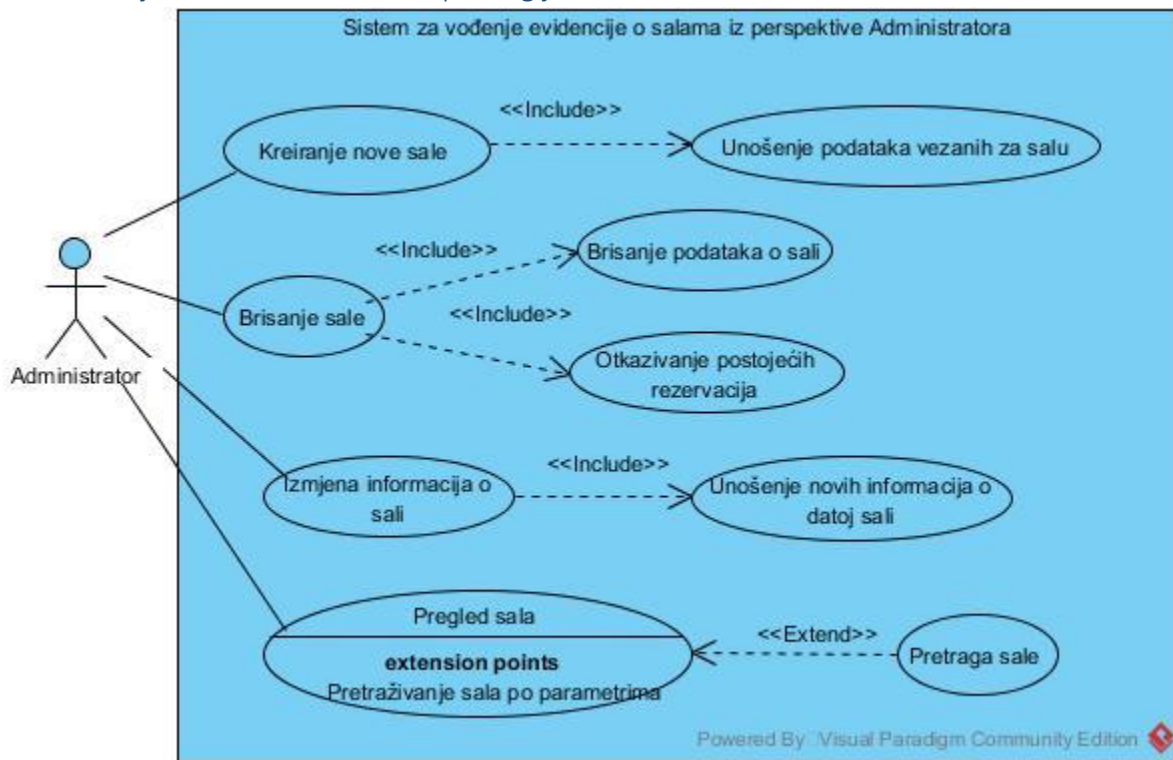 Sistem za vođenje evidencije o salama iz perspektive Administratora
<<Include>>
Kreiranje nove sale
Unošenje podataka vezanih za salu
<<Include>>
Brisanje podataka o sali
Brisanje sale
<<Include>>
Otkazivanje postojećih
rezervacija
Administrator
<<Include>>
Izmjena informacija o
sali
Unošenje novih informacija o
datoj sali
Pregled sala
extension points
Pretraživanje sala po parametrima
<<Extend>>
Pretraga sale
Powered By Visual Paradigm Community Edition